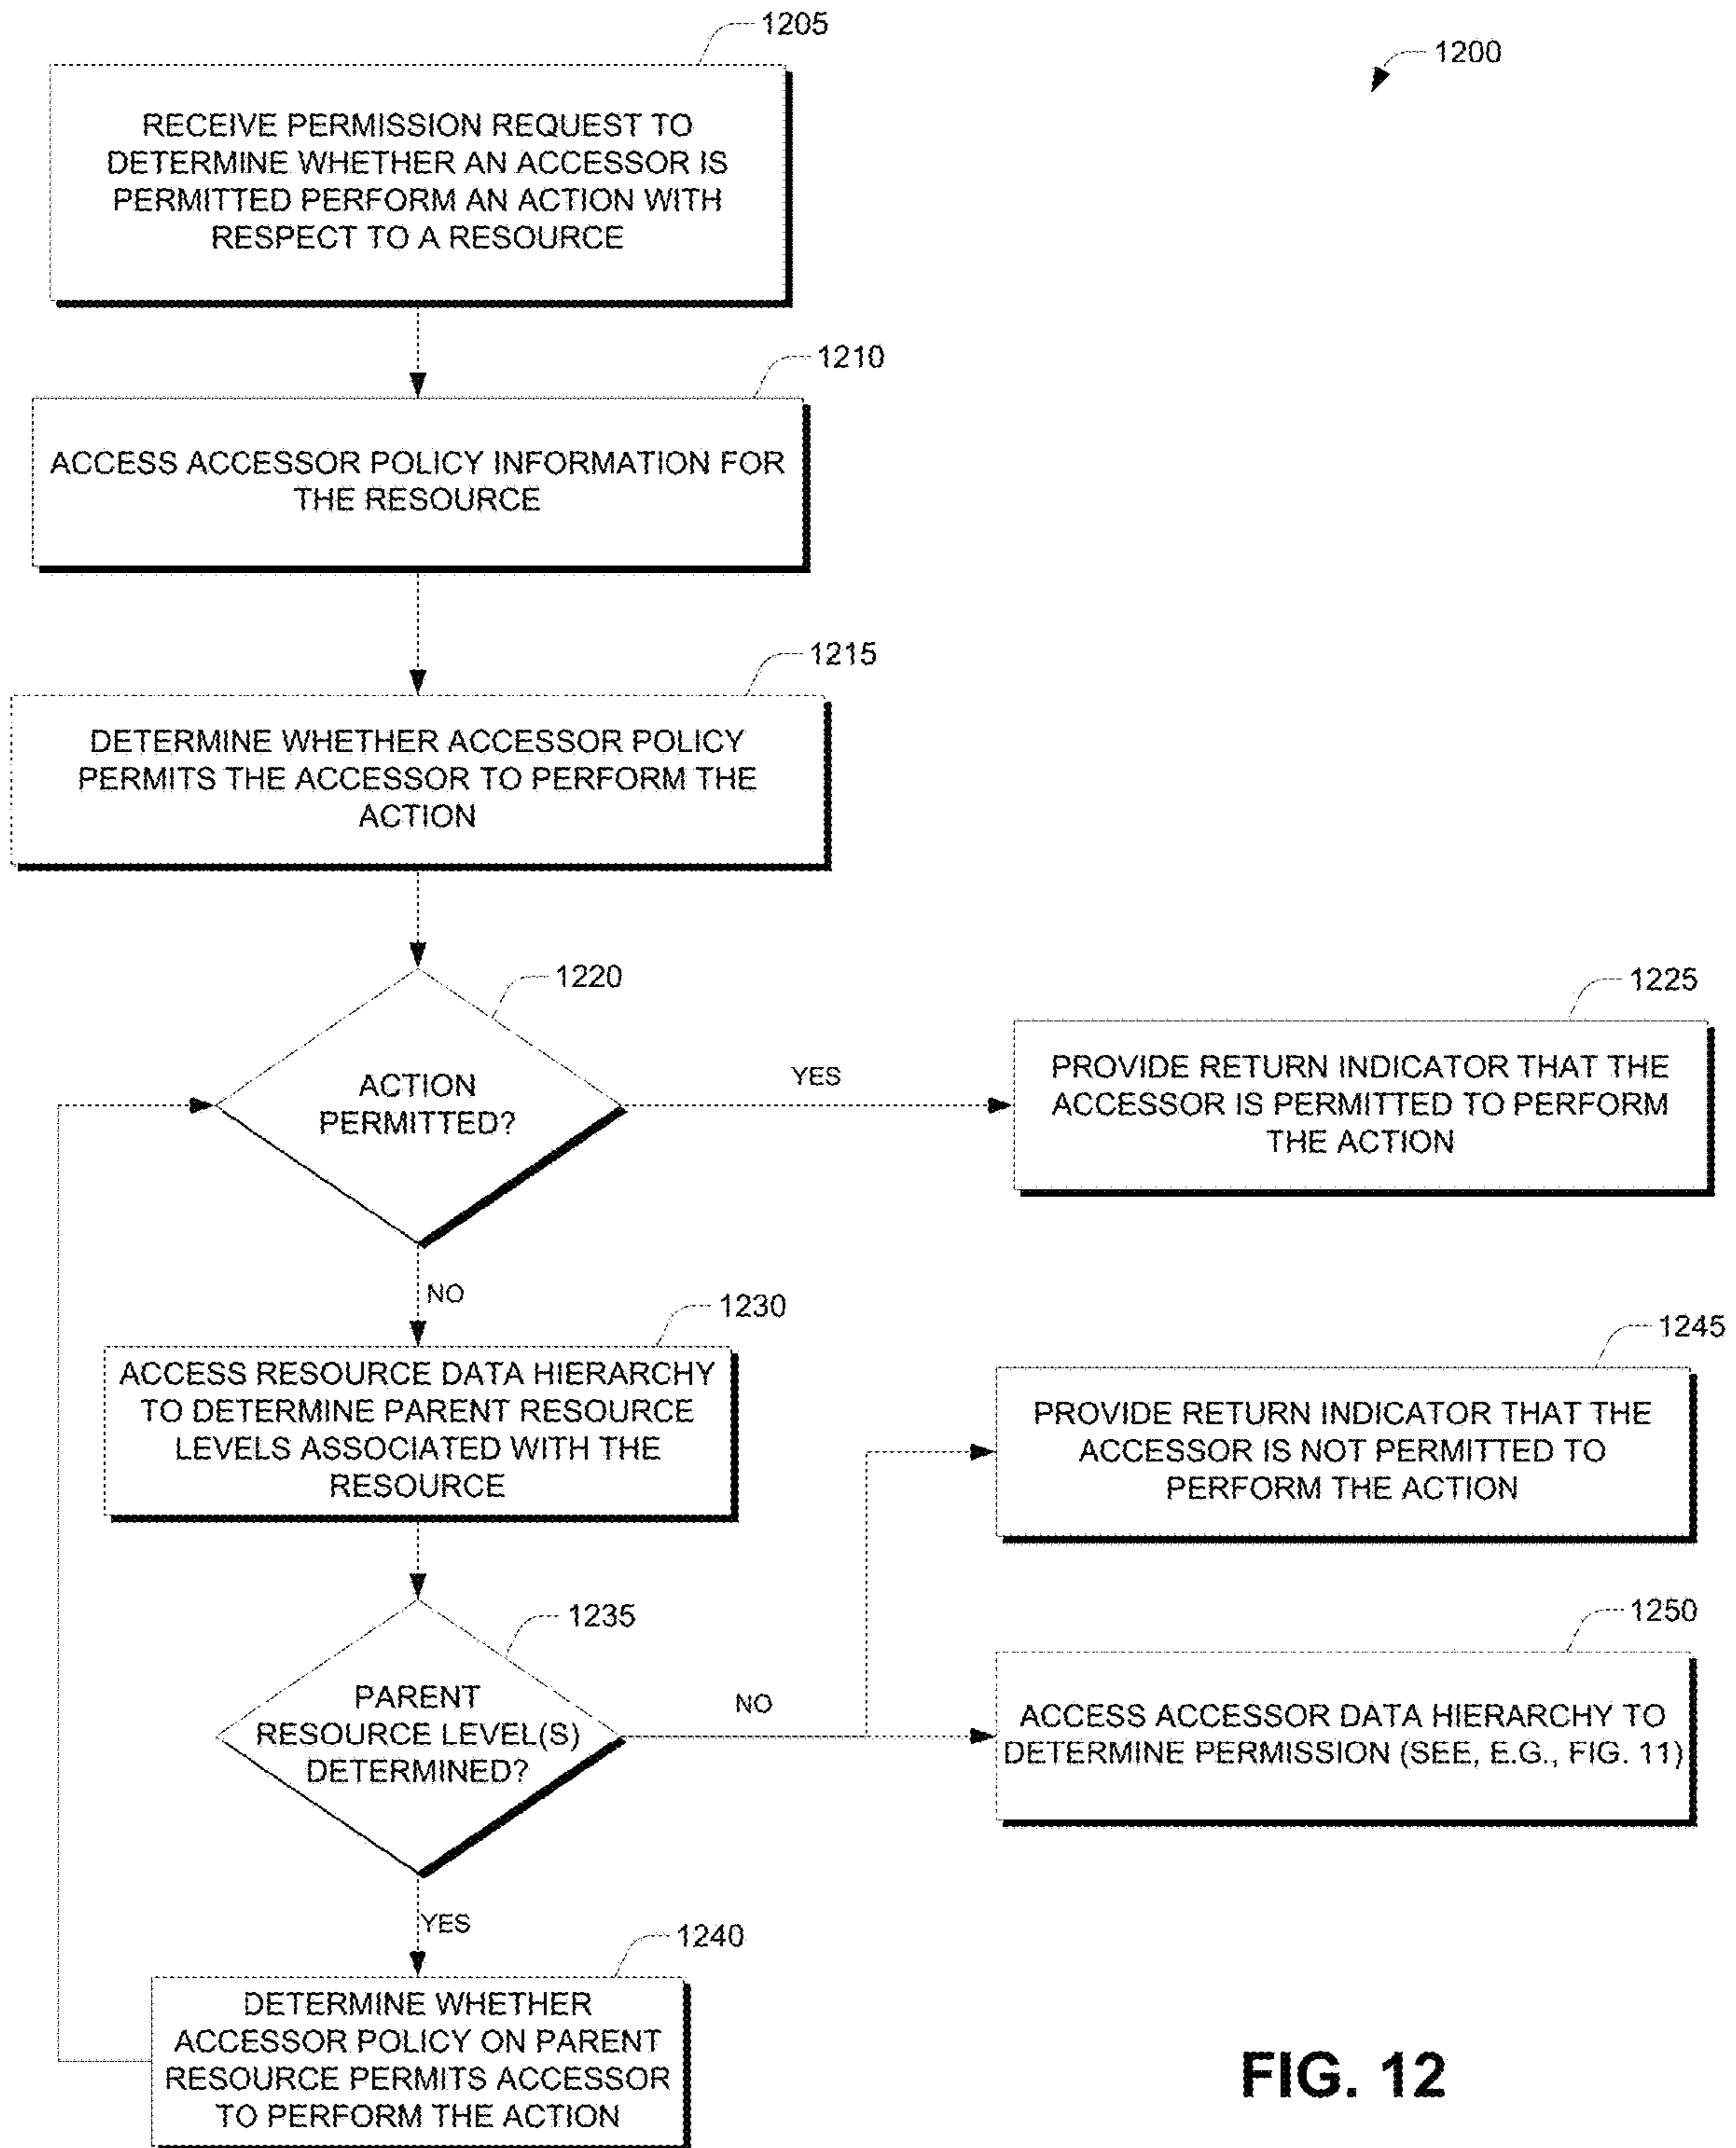 1205
1200
RECEIVE PERMISSION REQUEST TO
DETERMINE WHETHER AN ACCESSOR IS
PERMITTED PERFORM AN ACTION WITH
RESPECT TO A RESOURCE
1210
ACCESS ACCESSOR POLICY INFORMATION FOR
THE RESOURCE
1215
DETERMINE WHETHER ACCESSOR POLICY
PERMITS THE ACCESSOR TO PERFORM THE
ACTION
1220
ACTION
PERMITTED?
YES
1225
PROVIDE RETURN INDICATOR THAT THE
ACCESSOR IS PERMITTED TO PERFORM
THE ACTION
NO
1230
ACCESS RESOURCE DATA HIERARCHY
TO DETERMINE PARENT RESOURCE
LEVELS ASSOCIATED WITH THE
RESOURCE
1245
PROVIDE RETURN INDICATOR THAT THE
ACCESSOR IS NOT PERMITTED TO
PERFORM THE ACTION
1235
PARENT
RESOURCE LEVEL(S)
DETERMINED?
NO
1250
ACCESS ACCESSOR DATA HIERARCHY TO
DETERMINE PERMISSION (SEE, E.G., FIG. 11)
YES
1240
DETERMINE WHETHER
ACCESSOR POLICY ON PARENT
RESOURCE PERMITS ACCESSOR
TO PERFORM THE ACTION
FIG. 12